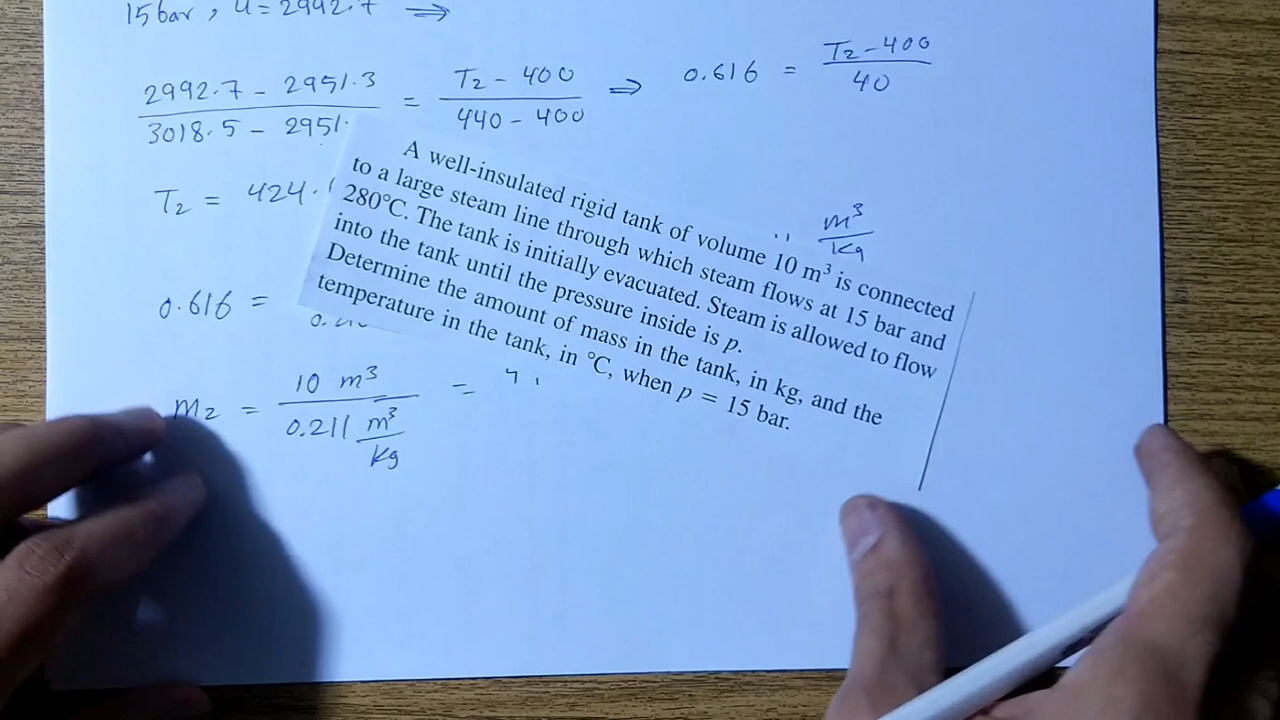 15 bar, u = 2992.7 ⇒
2992.7 - 2951.3 / 3018.5 - 2951. = T2 - 400 / 440 - 400 ⇒ 0.616 = T2 - 400 / 40
T2 = 424.
m³ / kg
0.616 =
0.
m2 = 10 m³ / 0.211 m³/kg =
A well-insulated rigid tank of volume 10 m³ is connected
to a large steam line through which steam flows at 15 bar and
280°C. The tank is initially evacuated. Steam is allowed to flow
into the tank until the pressure inside is p.
Determine the amount of mass in the tank, in kg, and the
temperature in the tank, in °C, when p = 15 bar.